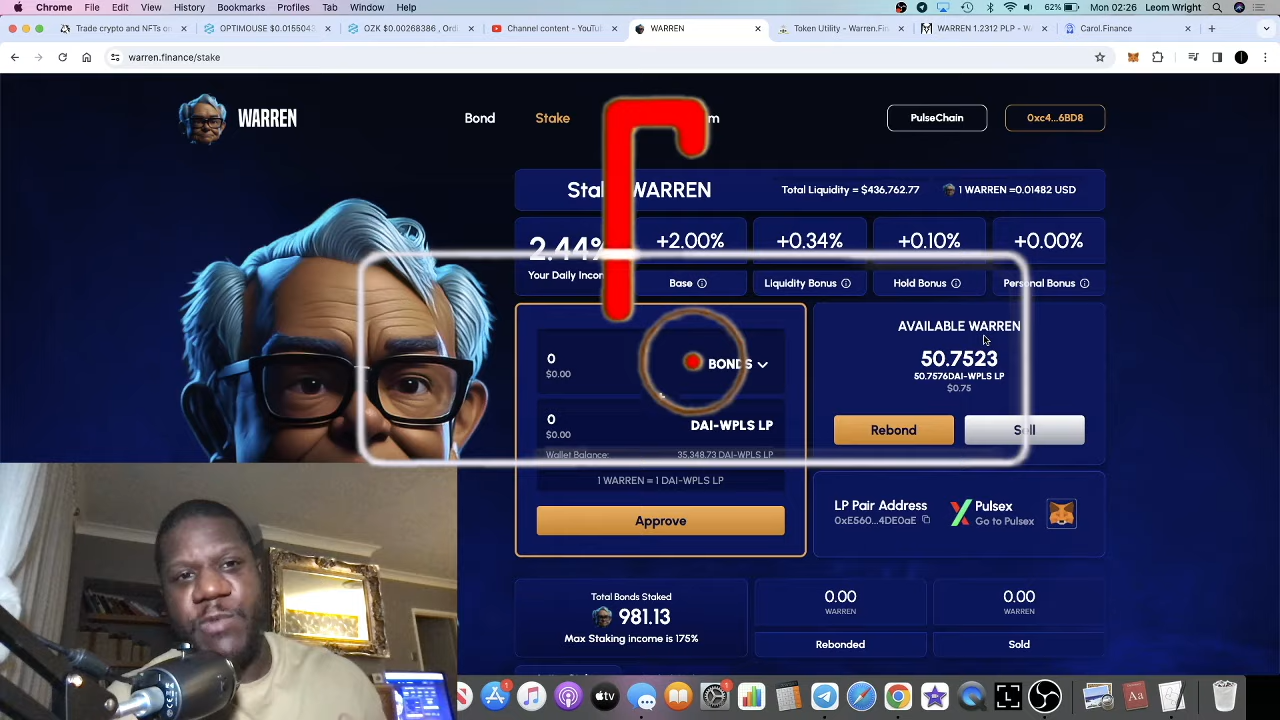 Chrome File Edit View History Bookmarks Profiles Tab Window Help 62% Mon 02:26 Leom Wright
Trade crypto and NFTs on
OPTIMOUSE $0.0155045
OZK $0.00268386 , Ord
Channel content - YouTu
WARREN
Token Utility - Warren.Fin
WARREN 1.2312 PLP - W
Carol.Finance
warren.finance/stake
WARREN
Bond Stake
PulseChain
0xc4...6BD8
Total Liquidity = $436,762.77
1 WARREN =0.01482 USD
2.44%
Your Daily Incom
+2.00%
Base
+0.34%
Liquidity Bonus
+0.10%
Hold Bonus
+0.00%
Personal Bonus
0
$0.00
BONDS
0
$0.00
DAI-WPLS LP
Wallet Balance: 35,348.73 DAI-WPLS LP
1 WARREN = 1 DAI-WPLS LP
Approve
AVAILABLE WARREN
50.7523
50.7576DAI-WPLS LP
$0.75
Rebond
Sell
LP Pair Address
0xE560...4DE0aE
Pulsex
Go to Pulsex
Total Bonds Staked
981.13
Max Staking income is 175%
0.00
WARREN
Rebonded
0.00
WARREN
Sold